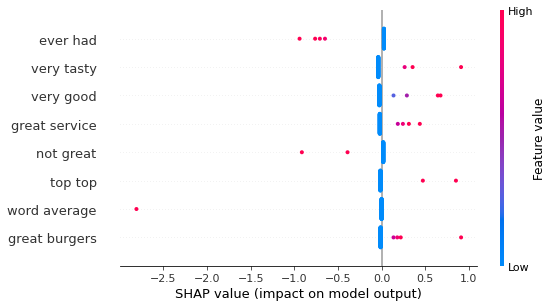 High
ever had
very tasty
very good
great service
not great
top top
word average
great burgers
Low
Feature value
−2.5 −2.0 −1.5 −1.0 −0.5 0.0 0.5 1.0
SHAP value (impact on model output)